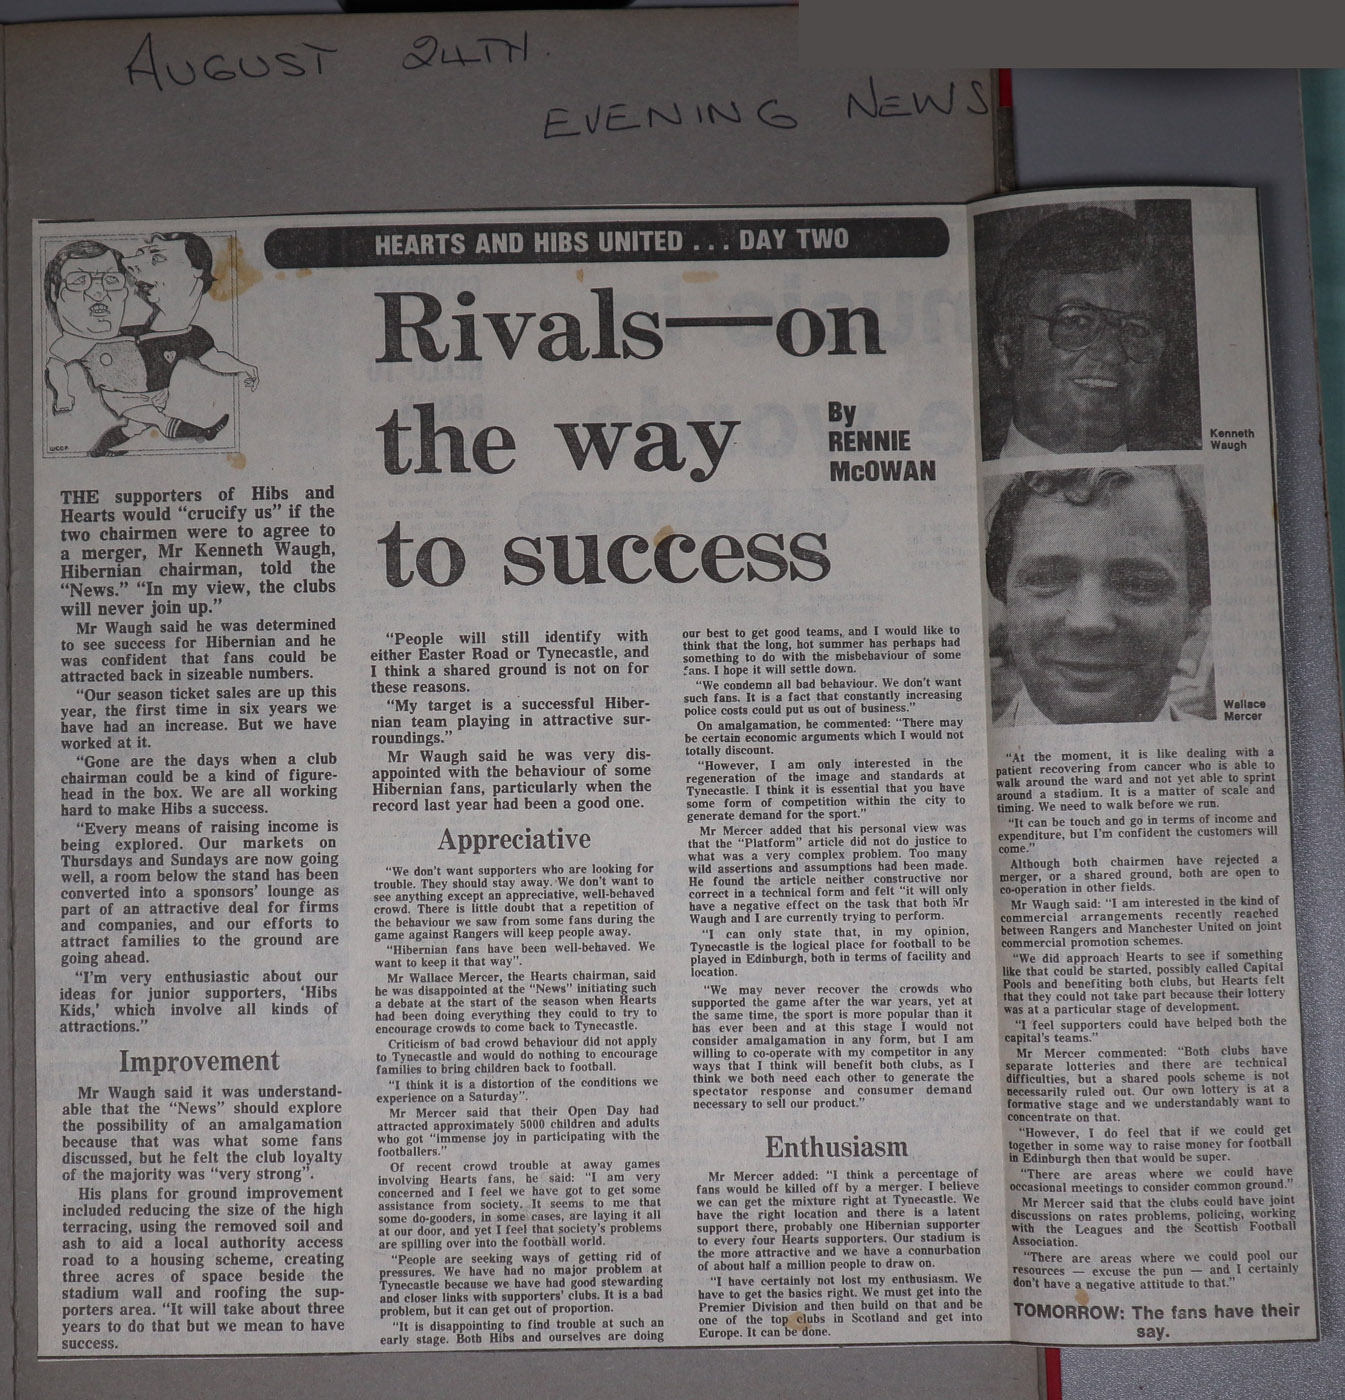 AUGUST 24TH.
EVENING NEWS
HEARTS AND HIBS UNITED . . . DAY TWO
Rivals—on
the way
to success
By
RENNIE
McOWAN
Kenneth
Waugh
Wallace
Mercer
THE supporters of Hibs and
Hearts would "crucify us" if the
two chairmen were to agree to
a merger, Mr Kenneth Waugh,
Hibernian chairman, told the
"News." "In my view, the clubs
will never join up."
Mr Waugh said he was determined
to see success for Hibernian and he
was confident that fans could be
attracted back in sizeable numbers.
"Our season ticket sales are up this
year, the first time in six years we
have had an increase. But we have
worked at it.
"Gone are the days when a club
chairman could be a kind of figure-
head in the box. We are all working
hard to make Hibs a success.
"Every means of raising income is
being explored. Our markets on
Thursdays and Sundays are now going
well, a room below the stand has been
converted into a sponsors' lounge as
part of an attractive deal for firms
and companies, and our efforts to
attract families to the ground are
going ahead.
"I'm very enthusiastic about our
ideas for junior supporters, 'Hibs
Kids,' which involve all kinds of
attractions."
Improvement
Mr Waugh said it was understand-
able that the "News" should explore
the possibility of an amalgamation
because that was what some fans
discussed, but he felt the club loyalty
of the majority was "very strong".
His plans for ground improvement
included reducing the size of the high
terracing, using the removed soil and
ash to aid a local authority access
road to a housing scheme, creating
three acres of space beside the
stadium wall and roofing the sup-
porters area. "It will take about three
years to do that but we mean to have
success.
"People will still identify with
either Easter Road or Tynecastle, and
I think a shared ground is not on for
these reasons.
"My target is a successful Hiber-
nian team playing in attractive sur-
roundings."
Mr Waugh said he was very dis-
appointed with the behaviour of some
Hibernian fans, particularly when the
record last year had been a good one.
Appreciative
"We don't want supporters who are looking for
trouble. They should stay away. We don't want to
see anything except an appreciative, well-behaved
crowd. There is little doubt that a repetition of
the behaviour we saw from some fans during the
game against Rangers will keep people away.
"Hibernian fans have been well-behaved. We
want to keep it that way".
Mr Wallace Mercer, the Hearts chairman, said
he was disappointed at the "News" initiating such
a debate at the start of the season when Hearts
had been doing everything they could to try to
encourage crowds to come back to Tynecastle.
Criticism of bad crowd behaviour did not apply
to Tynecastle and would do nothing to encourage
families to bring children back to football.
"I think it is a distortion of the conditions we
experience on a Saturday".
Mr Mercer said that their Open Day had
attracted approximately 5000 children and adults
who got "immense joy in participating with the
footballers."
Of recent crowd trouble at away games
involving Hearts fans, he said: "I am very
concerned and I feel we have got to get some
assistance from society. It seems to me that
some do-gooders, in some cases, are laying it all
at our door, and yet I feel that society's problems
are spilling over into the football world.
"People are seeking ways of getting rid of
pressures. We have had no major problem at
Tynecastle because we have had good stewarding
and closer links with supporters' clubs. It is a bad
problem, but it can get out of proportion.
"It is disappointing to find trouble at such an
early stage. Both Hibs and ourselves are doing
our best to get good teams, and I would like to
think that the long, hot summer has perhaps had
something to do with the misbehaviour of some
fans. I hope it will settle down.
"We condemn all bad behaviour. We don't want
such fans. It is a fact that constantly increasing
police costs could put us out of business."
On amalgamation, he commented: "There may
be certain economic arguments which I would not
totally discount.
"However, I am only interested in the
regeneration of the image and standards at
Tynecastle. I think it is essential that you have
some form of competition within the city to
generate demand for the sport."
Mr Mercer added that his personal view was
that the "Platform" article did not do justice to
what was a very complex problem. Too many
wild assertions and assumptions had been made.
He found the article neither constructive nor
correct in a technical form and felt "it will only
have a negative effect on the task that both Mr
Waugh and I are currently trying to perform.
"I can only state that, in my opinion,
Tynecastle is the logical place for football to be
played in Edinburgh, both in terms of facility and
location.
"We may never recover the crowds who
supported the game after the war years, yet at
the same time, the sport is more popular than it
has ever been and at this stage I would not
consider amalgamation in any form, but I am
willing to co-operate with my competitor in any
ways that I think will benefit both clubs, as I
think we both need each other to generate the
spectator response and consumer demand
necessary to sell our product."
Enthusiasm
Mr Mercer added: "I think a percentage of
fans would be killed off by a merger. I believe
we can get the mixture right at Tynecastle. We
have the right location and there is a latent
support there, probably one Hibernian supporter
to every four Hearts supporters. Our stadium is
the more attractive and we have a connurbation
of about half a million people to draw on.
"I have certainly not lost my enthusiasm. We
have to get the basics right. We must get into the
Premier Division and then build on that and be
one of the top clubs in Scotland and get into
Europe. It can be done.
"At the moment, it is like dealing with a
patient recovering from cancer who is able to
walk around the ward and not yet able to sprint
around a stadium. It is a matter of scale and
timing. We need to walk before we run.
"It can be touch and go in terms of income and
expenditure, but I'm confident the customers will
come."
Although both chairmen have rejected a
merger, or a shared ground, both are open to
co-operation in other fields.
Mr Waugh said: "I am interested in the kind of
commercial arrangements recently reached
between Rangers and Manchester United on joint
commercial promotion schemes.
"We did approach Hearts to see if something
like that could be started, possibly called Capital
Pools and benefiting both clubs, but Hearts felt
that they could not take part because their lottery
was at a particular stage of development.
"I feel supporters could have helped both the
capital's teams."
Mr Mercer commented: "Both clubs have
separate lotteries and there are technical
difficulties, but a shared pools scheme is not
necessarily ruled out. Our own lottery is at a
formative stage and we understandably want to
concentrate on that.
"However, I do feel that if we could get
together in some way to raise money for football
in Edinburgh then that would be super.
"There are areas where we could have
occasional meetings to consider common ground."
Mr Mercer said that the clubs could have joint
discussions on rates problems, policing, working
with the Leagues and the Scottish Football
Association.
"There are areas where we could pool our
resources — excuse the pun — and I certainly
don't have a negative attitude to that."
TOMORROW: The fans have their
say.